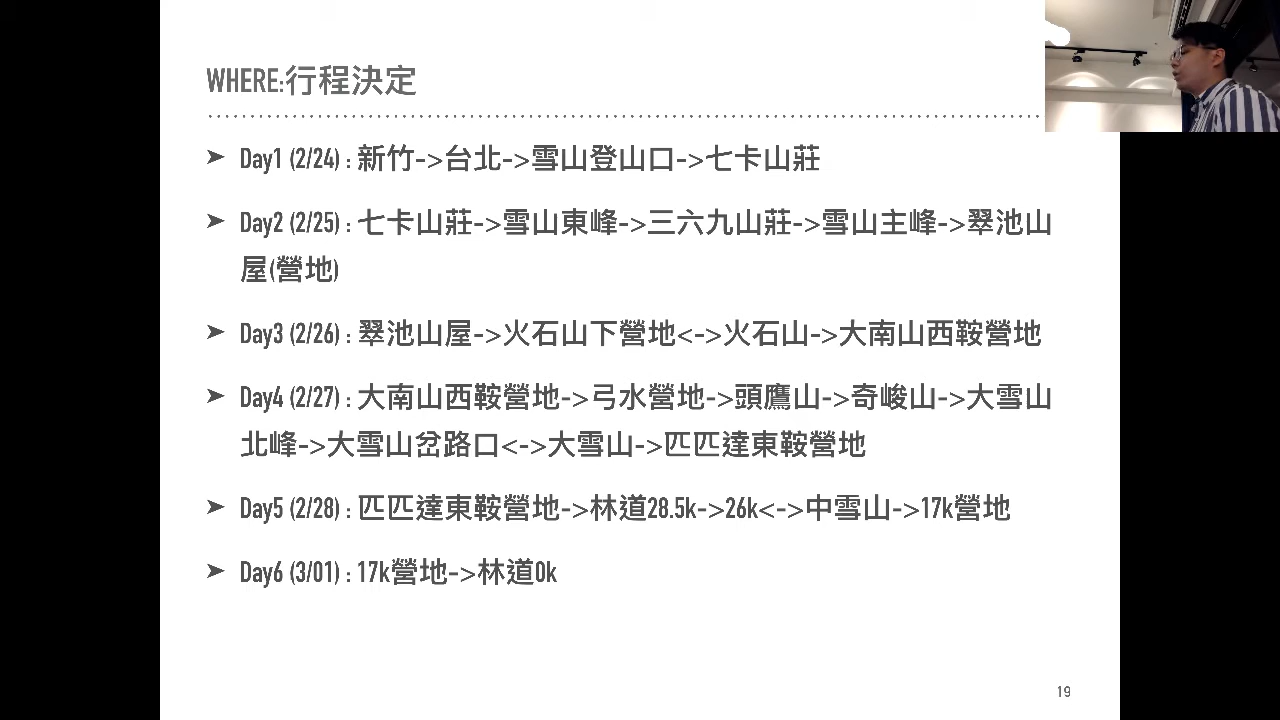 WHERE:行程決定
➤ Day1 (2/24) : 新竹->台北->雪山登山口->七卡山莊
➤ Day2 (2/25) : 七卡山莊->雪山東峰->三六九山莊->雪山主峰->翠池山
屋(營地)
➤ Day3 (2/26) : 翠池山屋->火石山下營地<->火石山->大南山西鞍營地
➤ Day4 (2/27) : 大南山西鞍營地->弓水營地->頭鷹山->奇峻山->大雪山
北峰->大雪山岔路口<->大雪山->匹匹達東鞍營地
➤ Day5 (2/28) : 匹匹達東鞍營地->林道28.5k->26k<->中雪山->17k營地
➤ Day6 (3/01) : 17k營地->林道0k
19